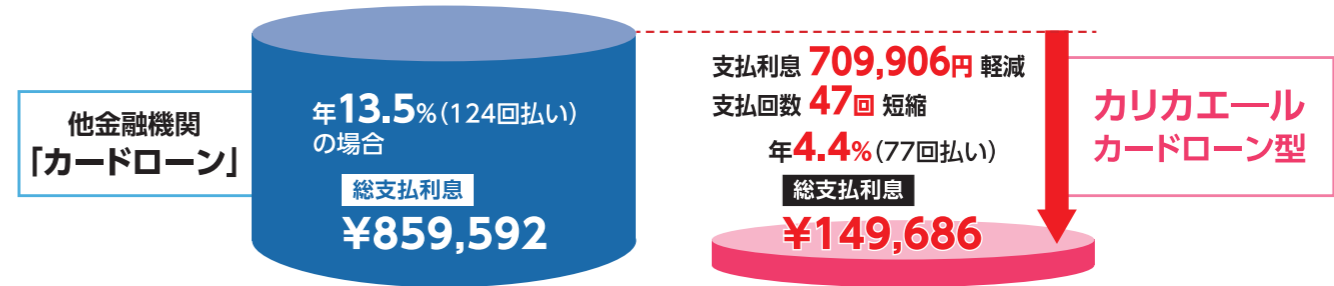 他金融機関
「カードローン」
年13.5%(124回払い)
の場合
総支払利息
¥859,592
支払利息 709,906円 軽減
支払回数 47回 短縮
年4.4%(77回払い)
総支払利息
¥149,686
カリカエール
カードローン型